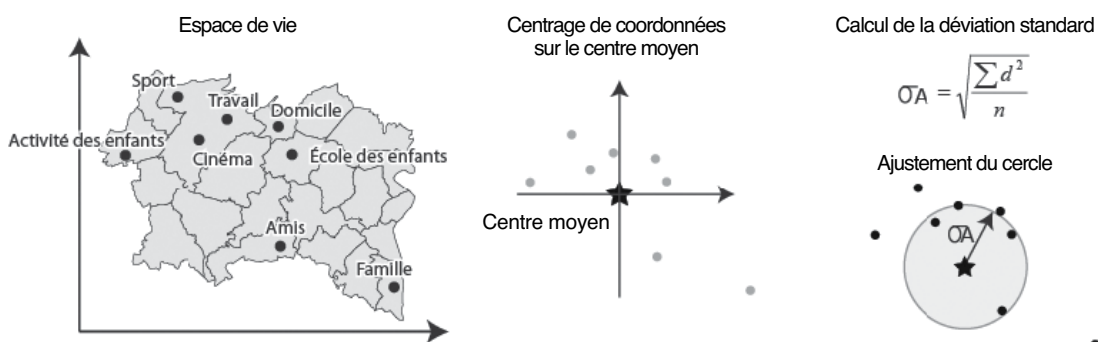 Espace de vie
Sport
Travail
Domicile
Activité des enfants
Cinéma
École des enfants
Amis
Famille
Centrage de coordonnées
sur le centre moyen
Centre moyen
Calcul de la déviation standard
σA = √(∑d²/n)
Ajustement du cercle
σA